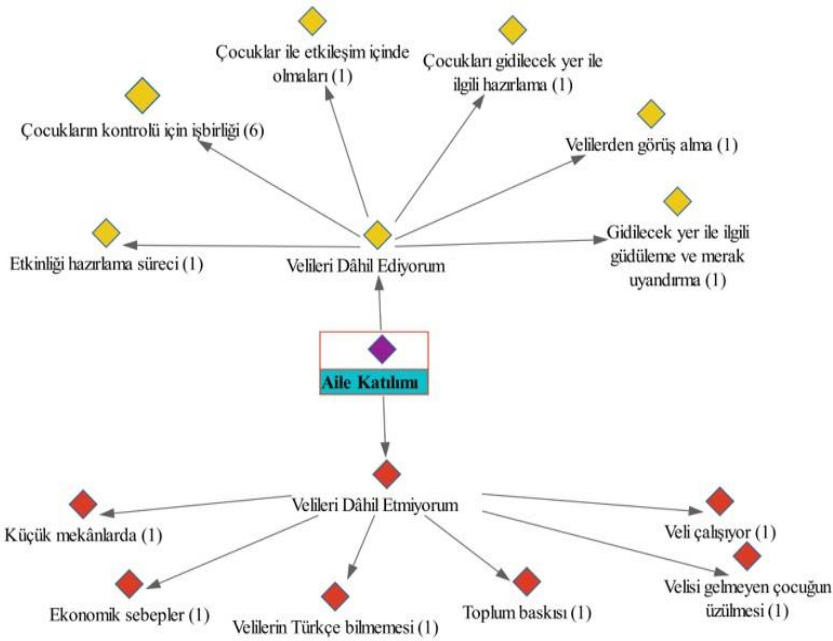 Çocuklar ile etkileşim içinde
olmaları (1)
Çocukları gidilecek yer ile
ilgili hazırlama (1)
Çocukların kontrolü için işbirliği (6)
Velilerden görüş alma (1)
Etkinliği hazırlama süreci (1)
Velileri Dâhil Ediyorum
Gidilecek yer ile ilgili
güdüleme ve merak
uyandırma (1)
Aile Katılımı
Velileri Dâhil Etmiyorum
Küçük mekânlarda (1)
Veli çalışıyor (1)
Ekonomik sebepler (1)
Velilerin Türkçe bilmemesi (1)
Toplum baskısı (1)
Velisi gelmeyen çocuğun
üzülmesi (1)